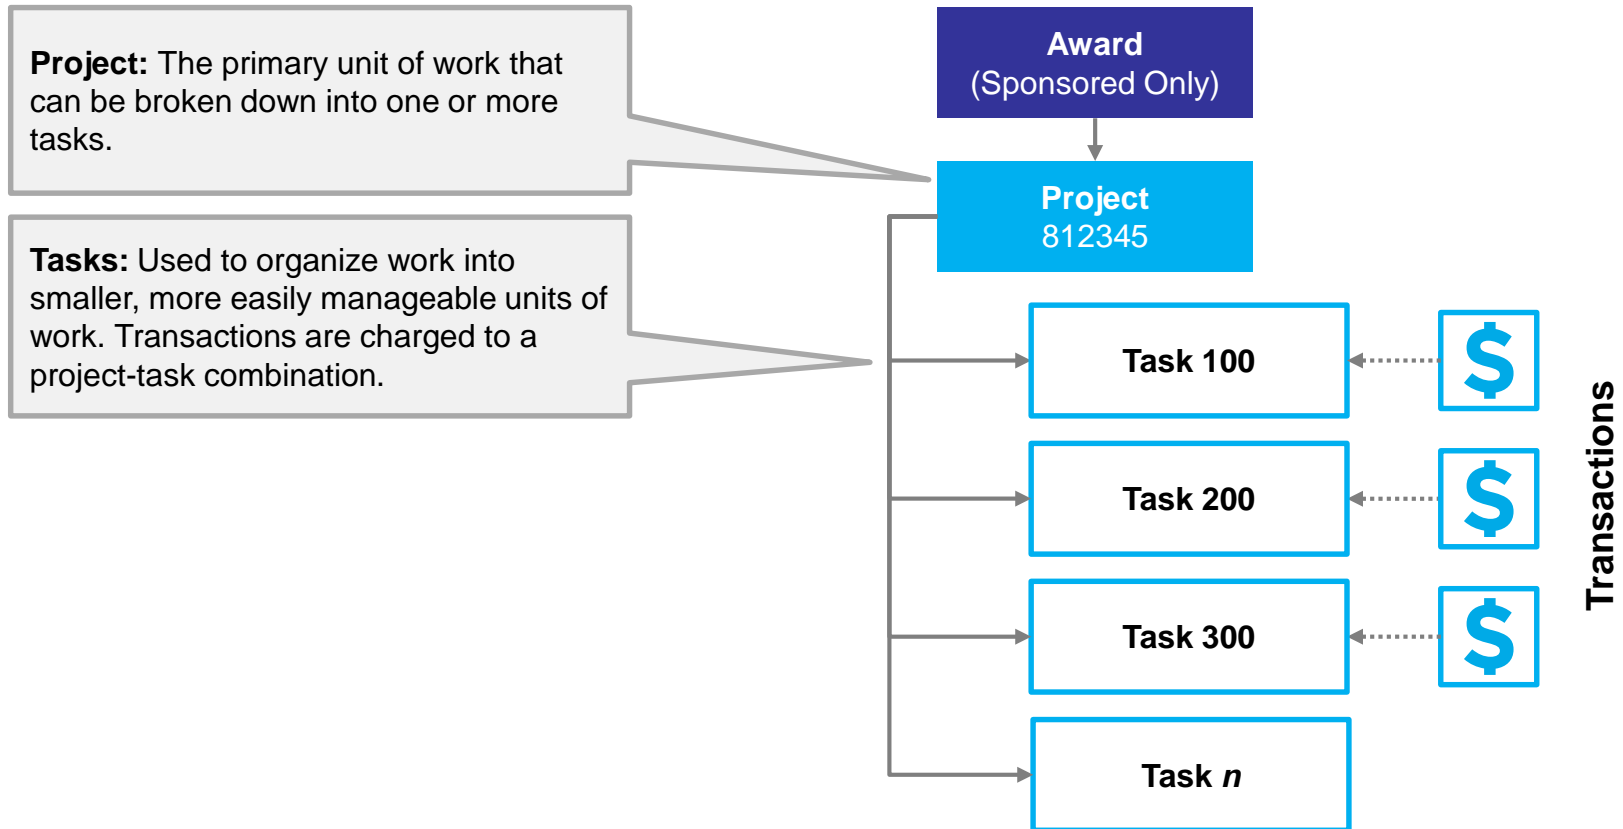 Project: The primary unit of work that
can be broken down into one or more
tasks.
Tasks: Used to organize work into
smaller, more easily manageable units of
work. Transactions are charged to a
project-task combination.
Award
(Sponsored Only)
Project
812345
Task 100
$
Task 200
$
Task 300
$
Task n
Transactions